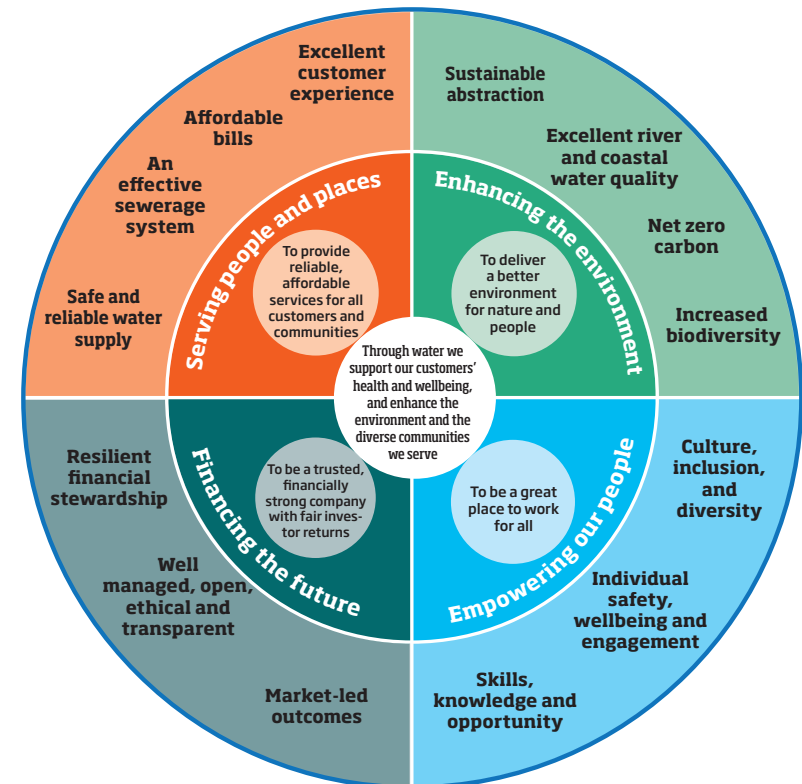 Excellent
customer
experience
Affordable
bills
An
effective
sewerage
system
Safe and
reliable water
supply
Serving people and places
To provide
reliable,
affordable
services for all
customers and
communities
Sustainable
abstraction
Excellent river
and coastal
water quality
Net zero
carbon
Increased
biodiversity
Enhancing the environment
To deliver
a better
environment
for nature and
people
Through water we
support our customers'
health and wellbeing,
and enhance the
environment and the
diverse communities
we serve
Resilient
financial
stewardship
Well
managed, open,
ethical and
transparent
Market-led
outcomes
Financing the future
To be a trusted,
financially
strong company
with fair inves-
tor returns
Culture,
inclusion,
and
diversity
Individual
safety,
wellbeing and
engagement
Skills,
knowledge and
opportunity
Empowering our people
To be a great
place to work
for all